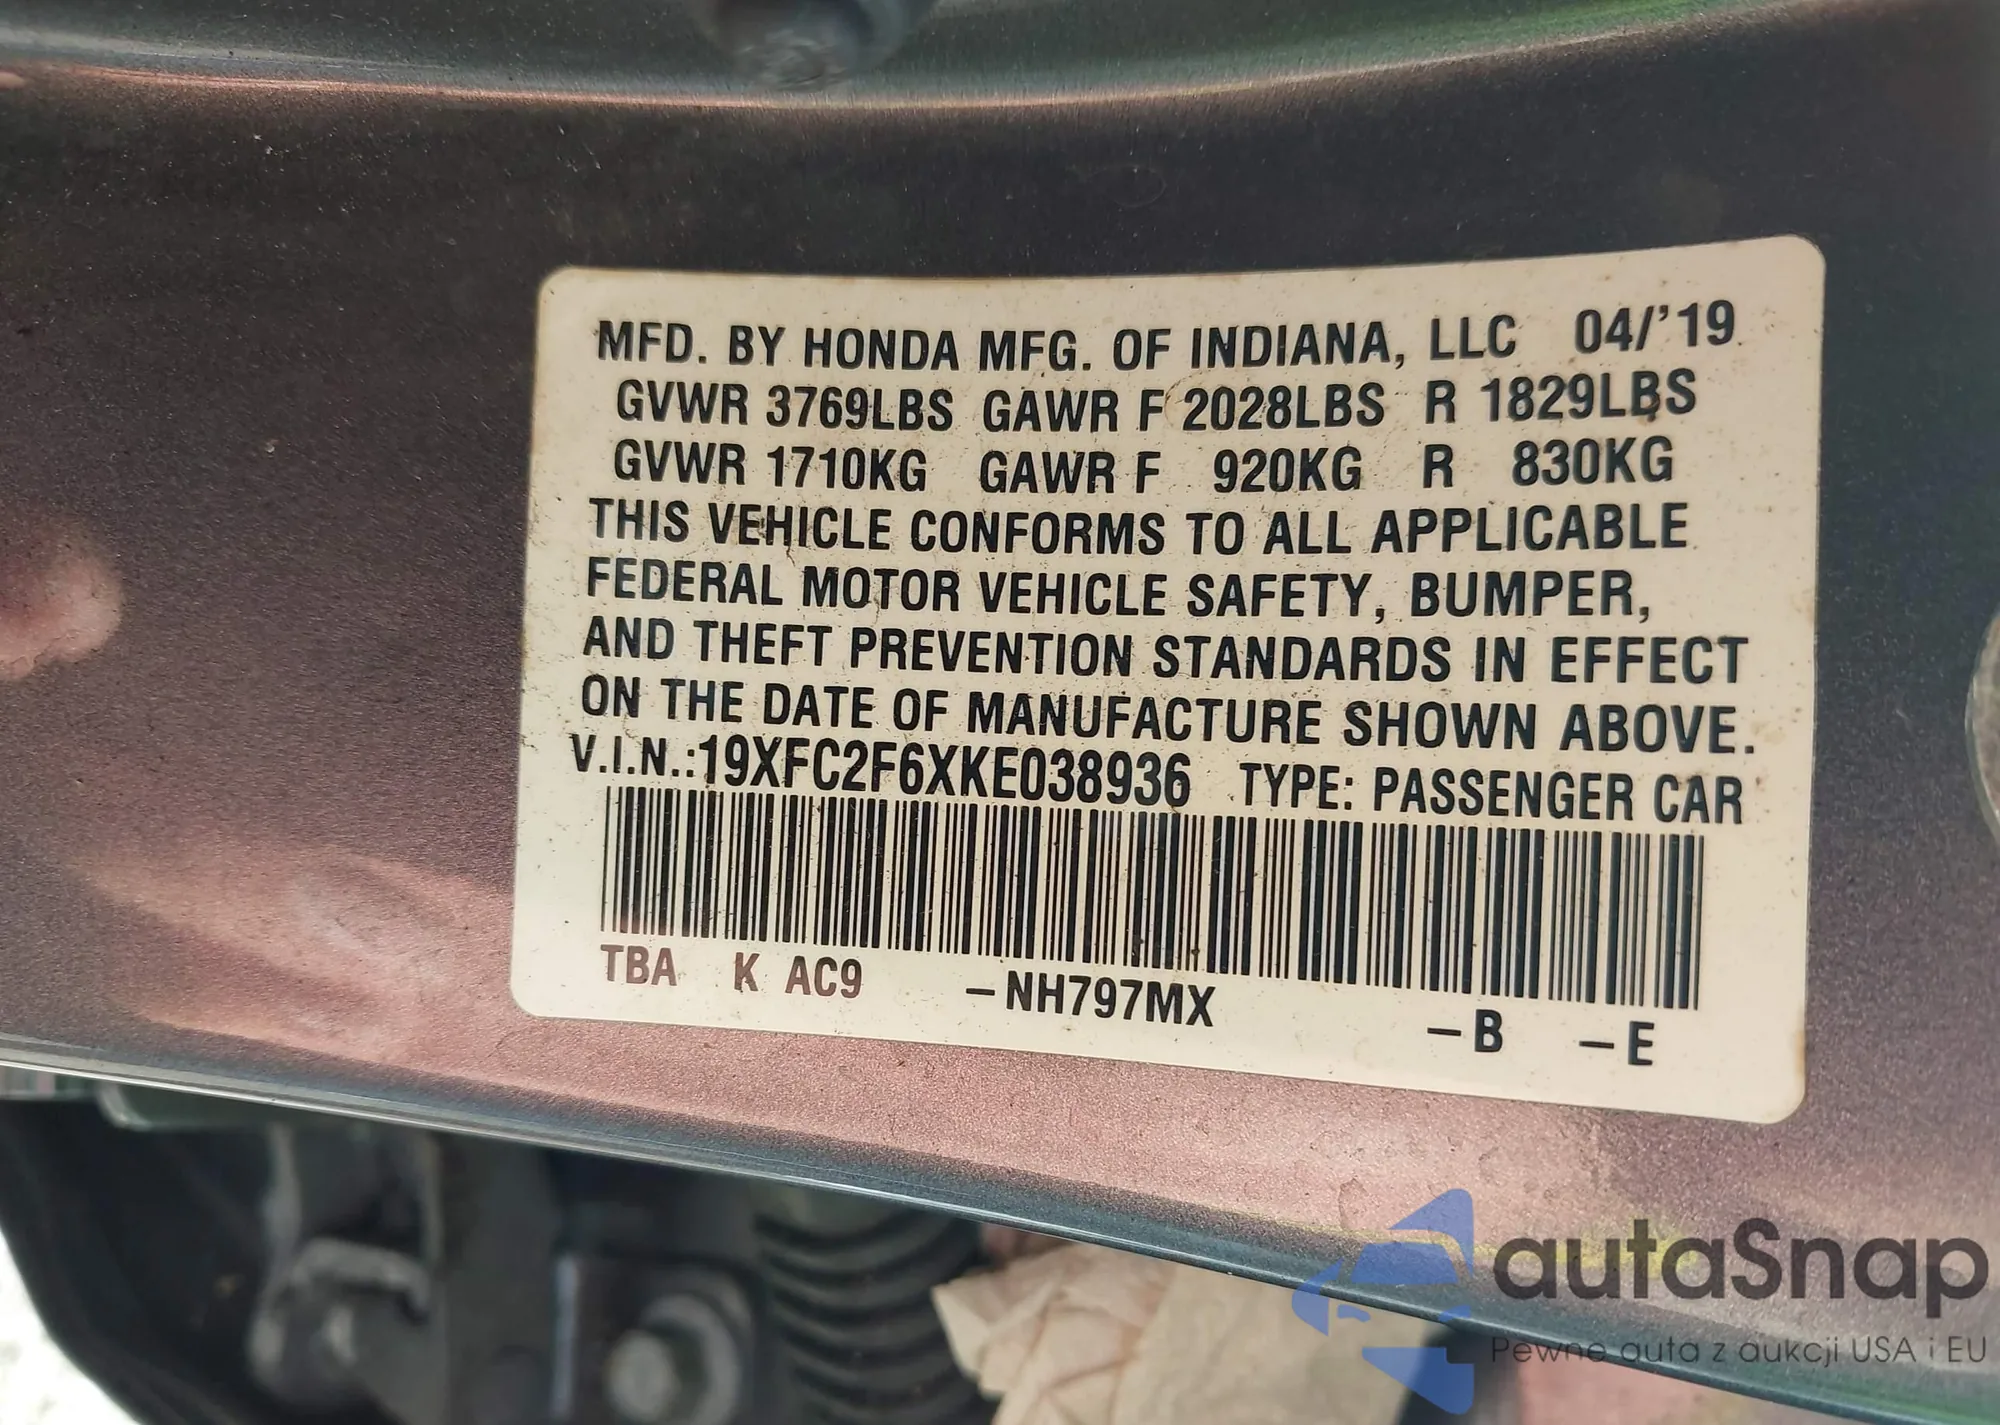 MFD. BY HONDA MFG. OF INDIANA, LLC 04/'19
GVWR 3769LBS GAWR F 2028LBS R 1829LBS
GVWR 1710KG GAWR F 920KG R 830KG
THIS VEHICLE CONFORMS TO ALL APPLICABLE
FEDERAL MOTOR VEHICLE SAFETY, BUMPER,
AND THEFT PREVENTION STANDARDS IN EFFECT
ON THE DATE OF MANUFACTURE SHOWN ABOVE.
V.I.N.:19XFC2F6XKE038936 TYPE: PASSENGER CAR
TBA K AC9 -NH797MX -B -E
autaSnap
Pewne auta z aukcji USA i EU